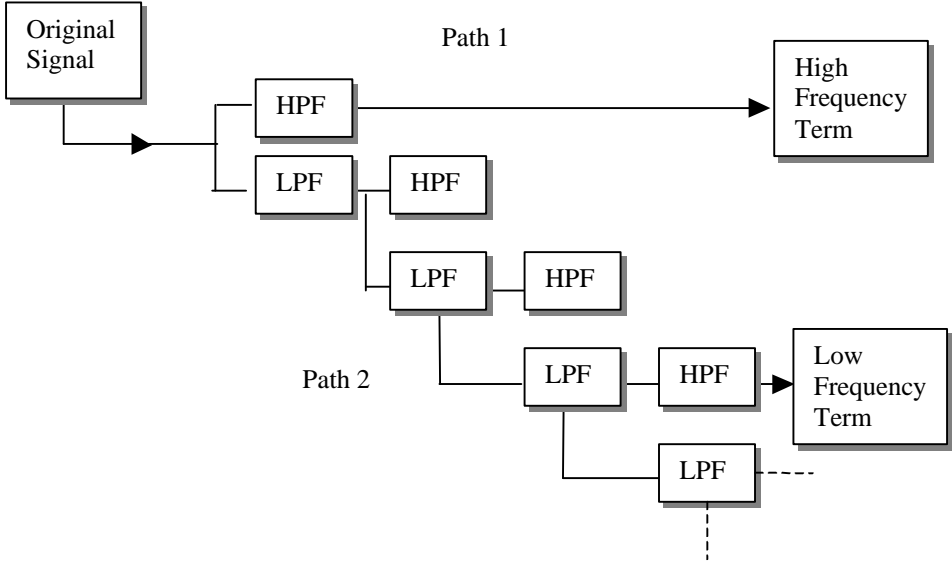 Original
Signal
Path 1
High
Frequency
Term
HPF
LPF
HPF
LPF
HPF
Path 2
LPF
HPF
Low
Frequency
Term
LPF